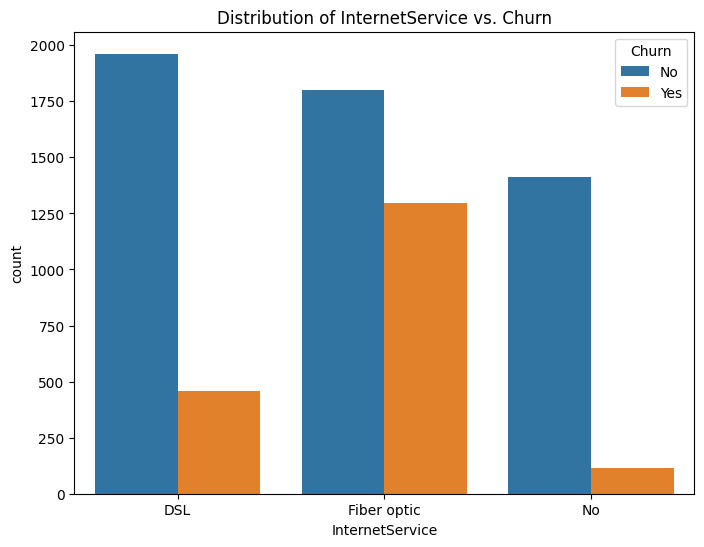 Distribution of InternetService vs. Churn
Churn
No
Yes
2000
1750
1500
1250
1000
750
500
250
0
count
DSL
Fiber optic
No
InternetService